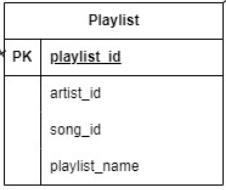 Playlist
PK playlist_id
artist_id
song_id
playlist_name